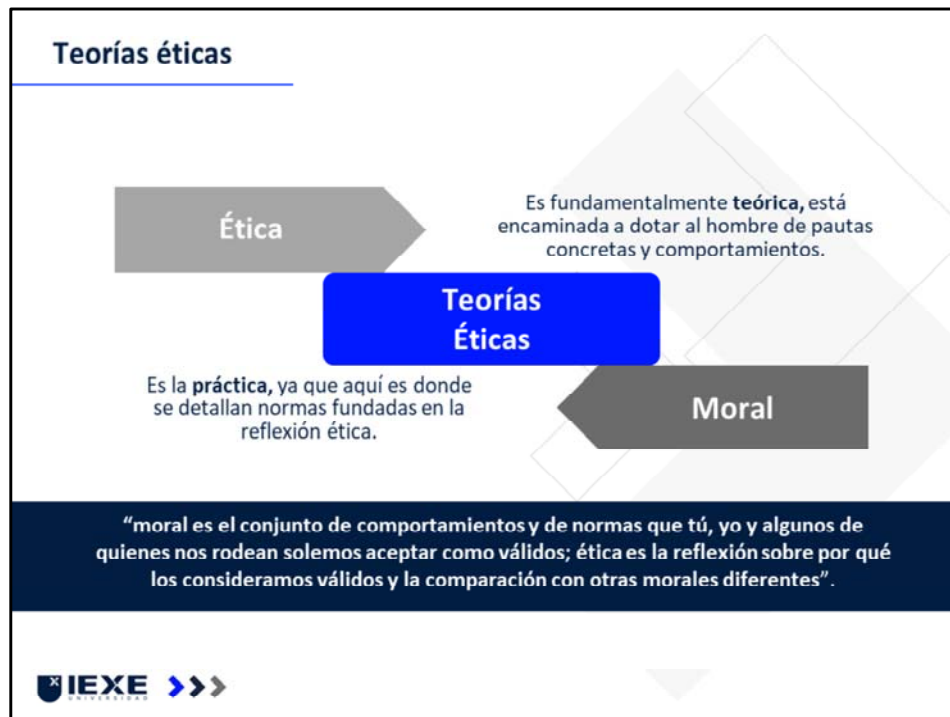 Teorías éticas
Ética
Es fundamentalmente teórica, está
encaminada a dotar al hombre de pautas
concretas y comportamientos.
Teorías
Éticas
Es la práctica, ya que aquí es donde
se detallan normas fundadas en la
reflexión ética.
Moral
“moral es el conjunto de comportamientos y de normas que tú, yo y algunos de
quienes nos rodean solemos aceptar como válidos; ética es la reflexión sobre por qué
los consideramos válidos y la comparación con otras morales diferentes”.
IEXE
UNIVERSIDAD